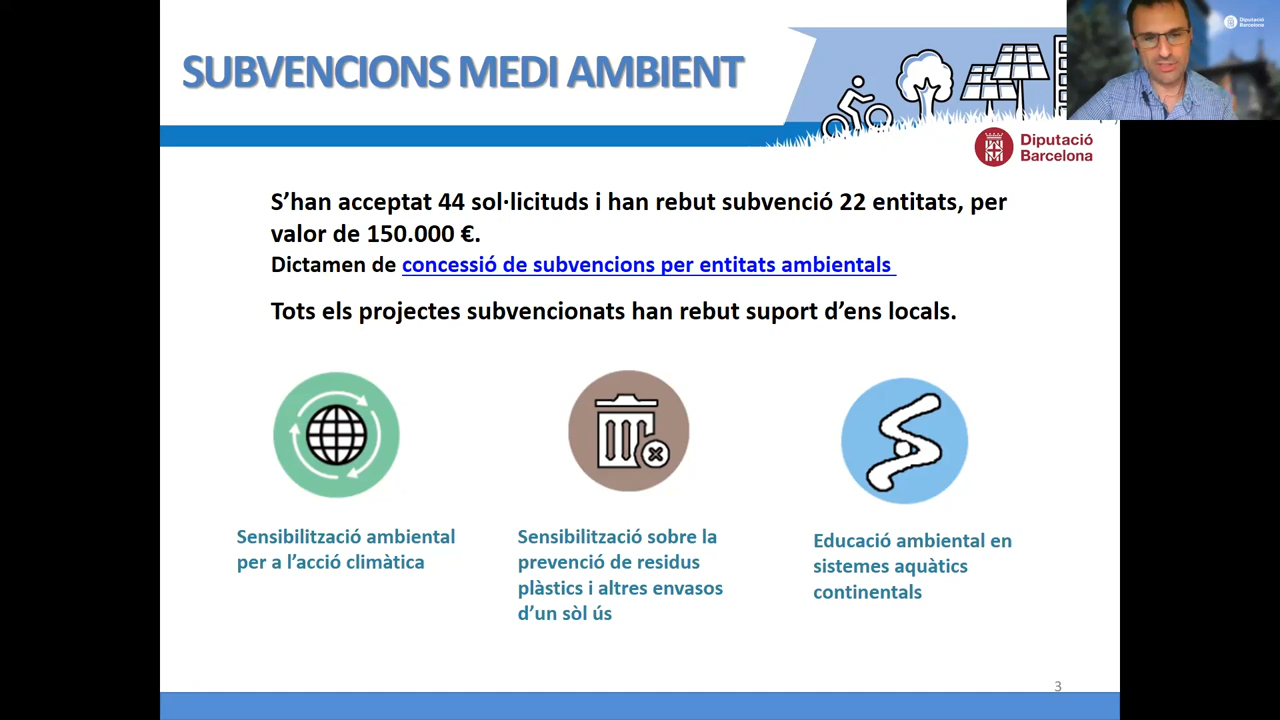 Diputació
Barcelona
SUBVENCIONS MEDI AMBIENT
Diputació
Barcelona
S’han acceptat 44 sol·licituds i han rebut subvenció 22 entitats, per
valor de 150.000 €.
Dictamen de concessió de subvencions per entitats ambientals
Tots els projectes subvencionats han rebut suport d’ens locals.
Sensibilització ambiental
per a l’acció climàtica
Sensibilització sobre la
prevenció de residus
plàstics i altres envasos
d’un sòl ús
Educació ambiental en
sistemes aquàtics
continentals
3